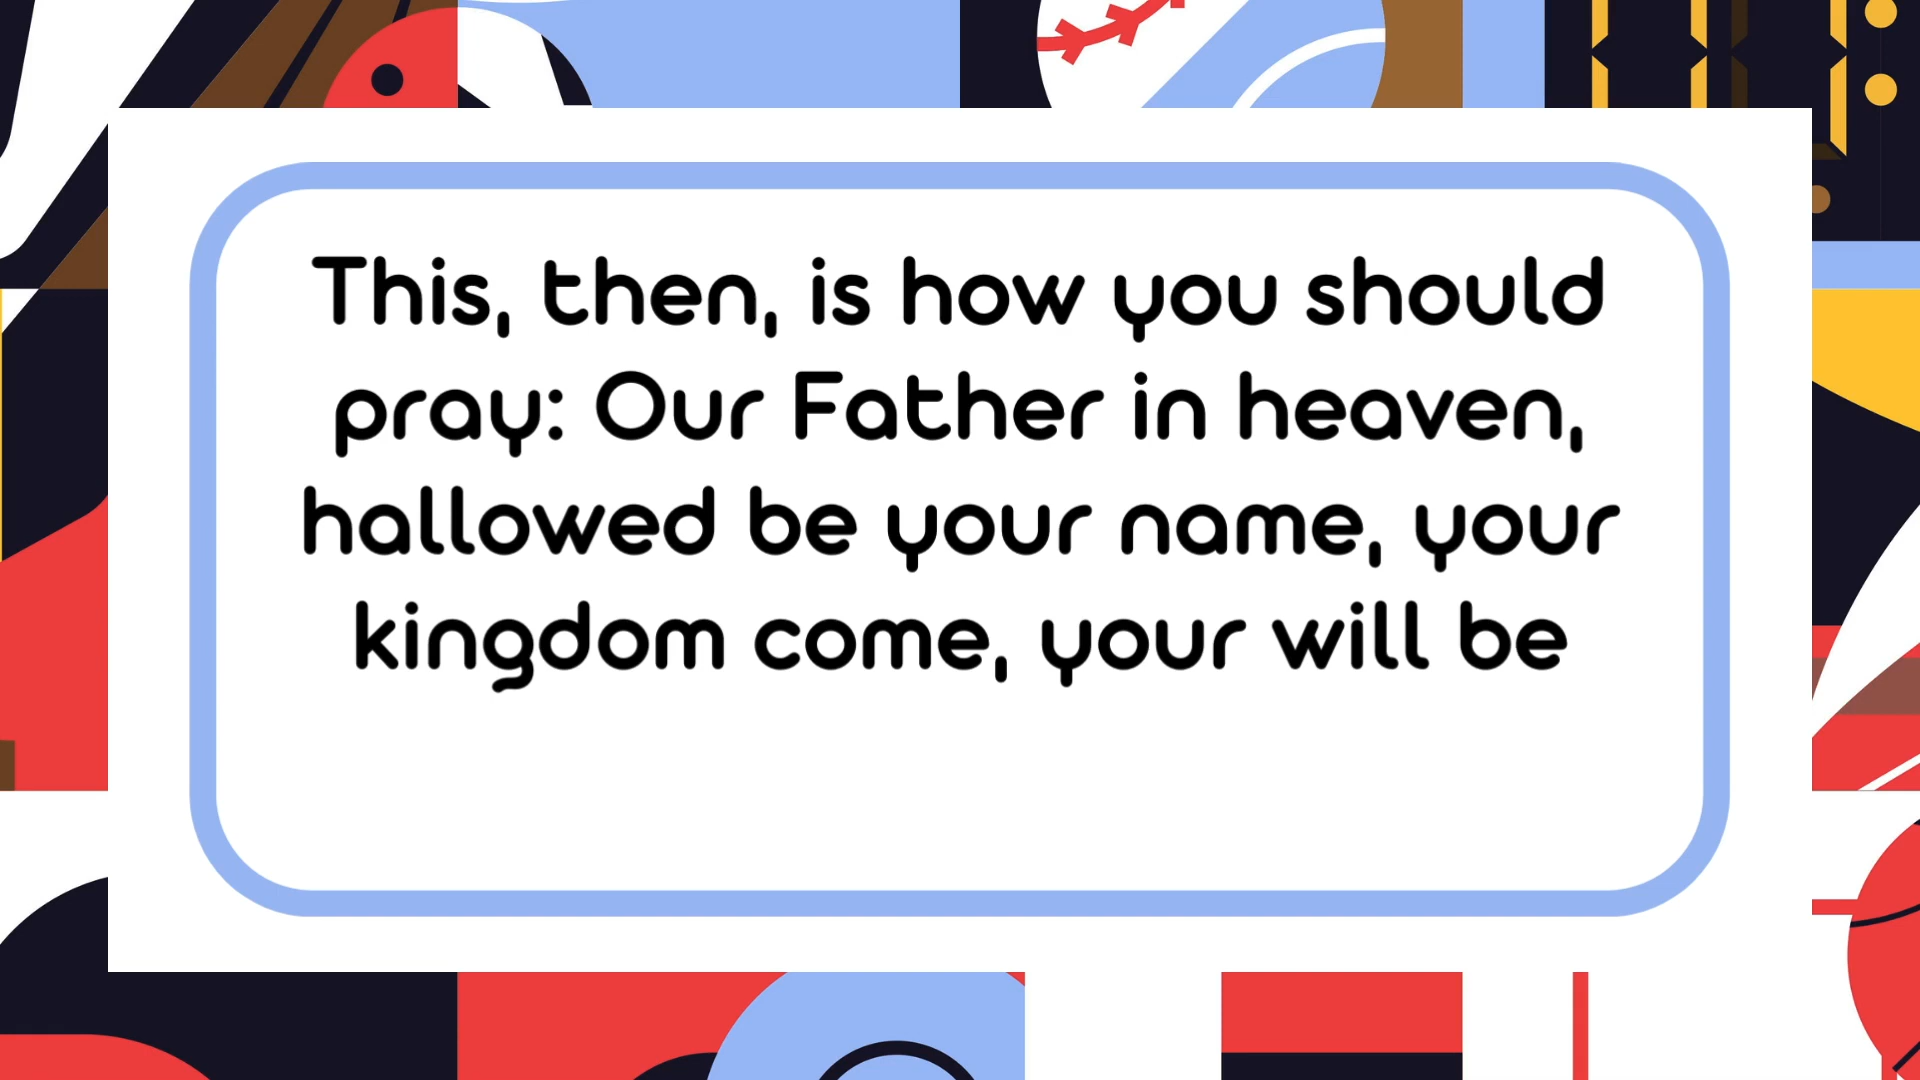 This, then, is how you should
pray: Our Father in heaven,
hallowed be your name, your
kingdom come, your will be